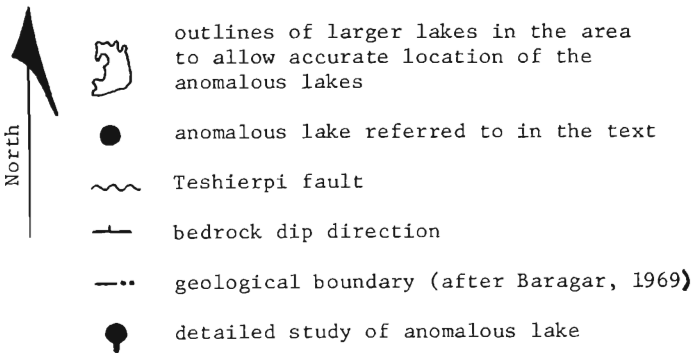 outlines of larger lakes in the area
to allow accurate location of the
anomalous lakes
anomalous lake referred to in the text
North
Teshierpi fault
bedrock dip direction
geological boundary (after Baragar, 1969)
detailed study of anomalous lake